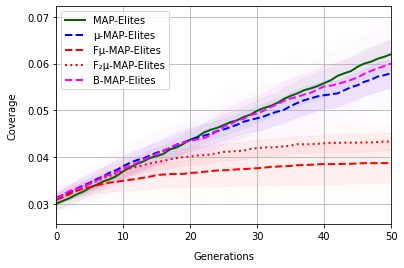 0.07
0.06
0.05
0.04
0.03
Coverage
MAP-Elites
μ-MAP-Elites
Fμ-MAP-Elites
F₂μ-MAP-Elites
B-MAP-Elites
0 10 20 30 40 50
Generations